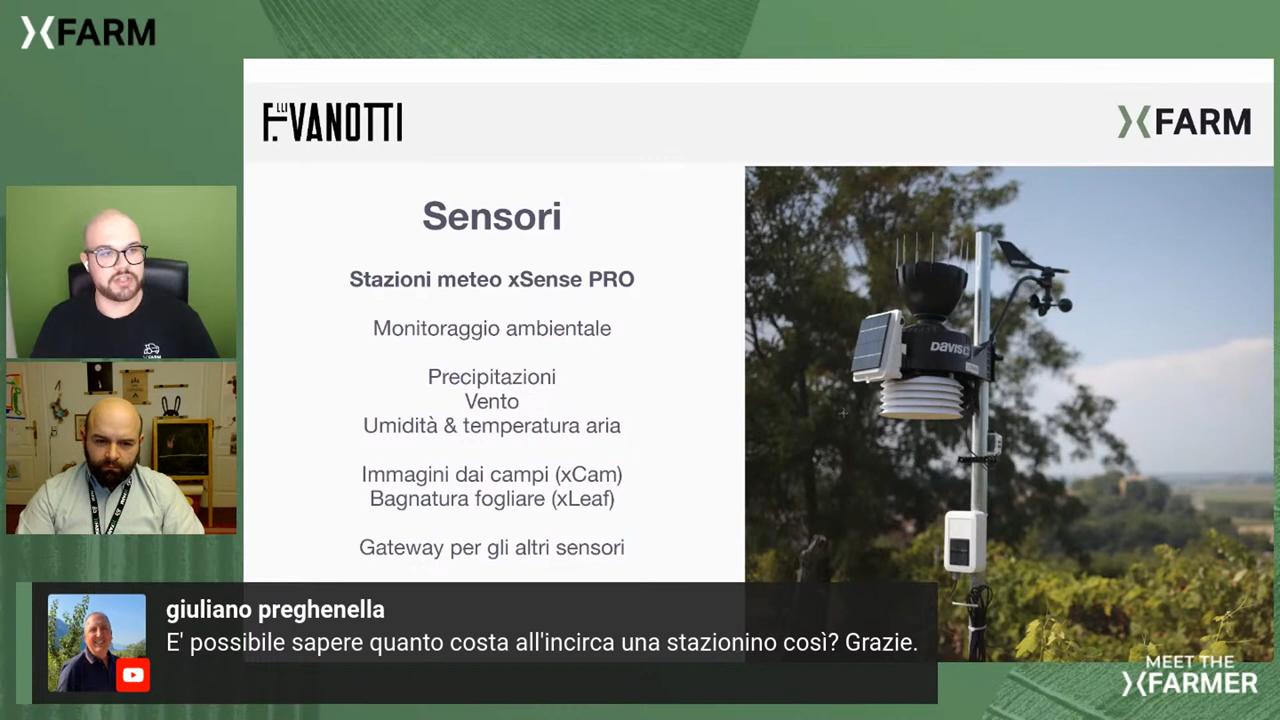 XFARM
F.LLI VANOTTI
XFARM
Sensori
Stazioni meteo xSense PRO
Monitoraggio ambientale
Precipitazioni
Vento
Umidità & temperatura aria
Immagini dai campi (xCam)
Bagnatura fogliare (xLeaf)
Gateway per gli altri sensori
DAVIS
giuliano preghenella
E' possibile sapere quanto costa all'incirca una stazionino così? Grazie.
MEET THE
XFARMER